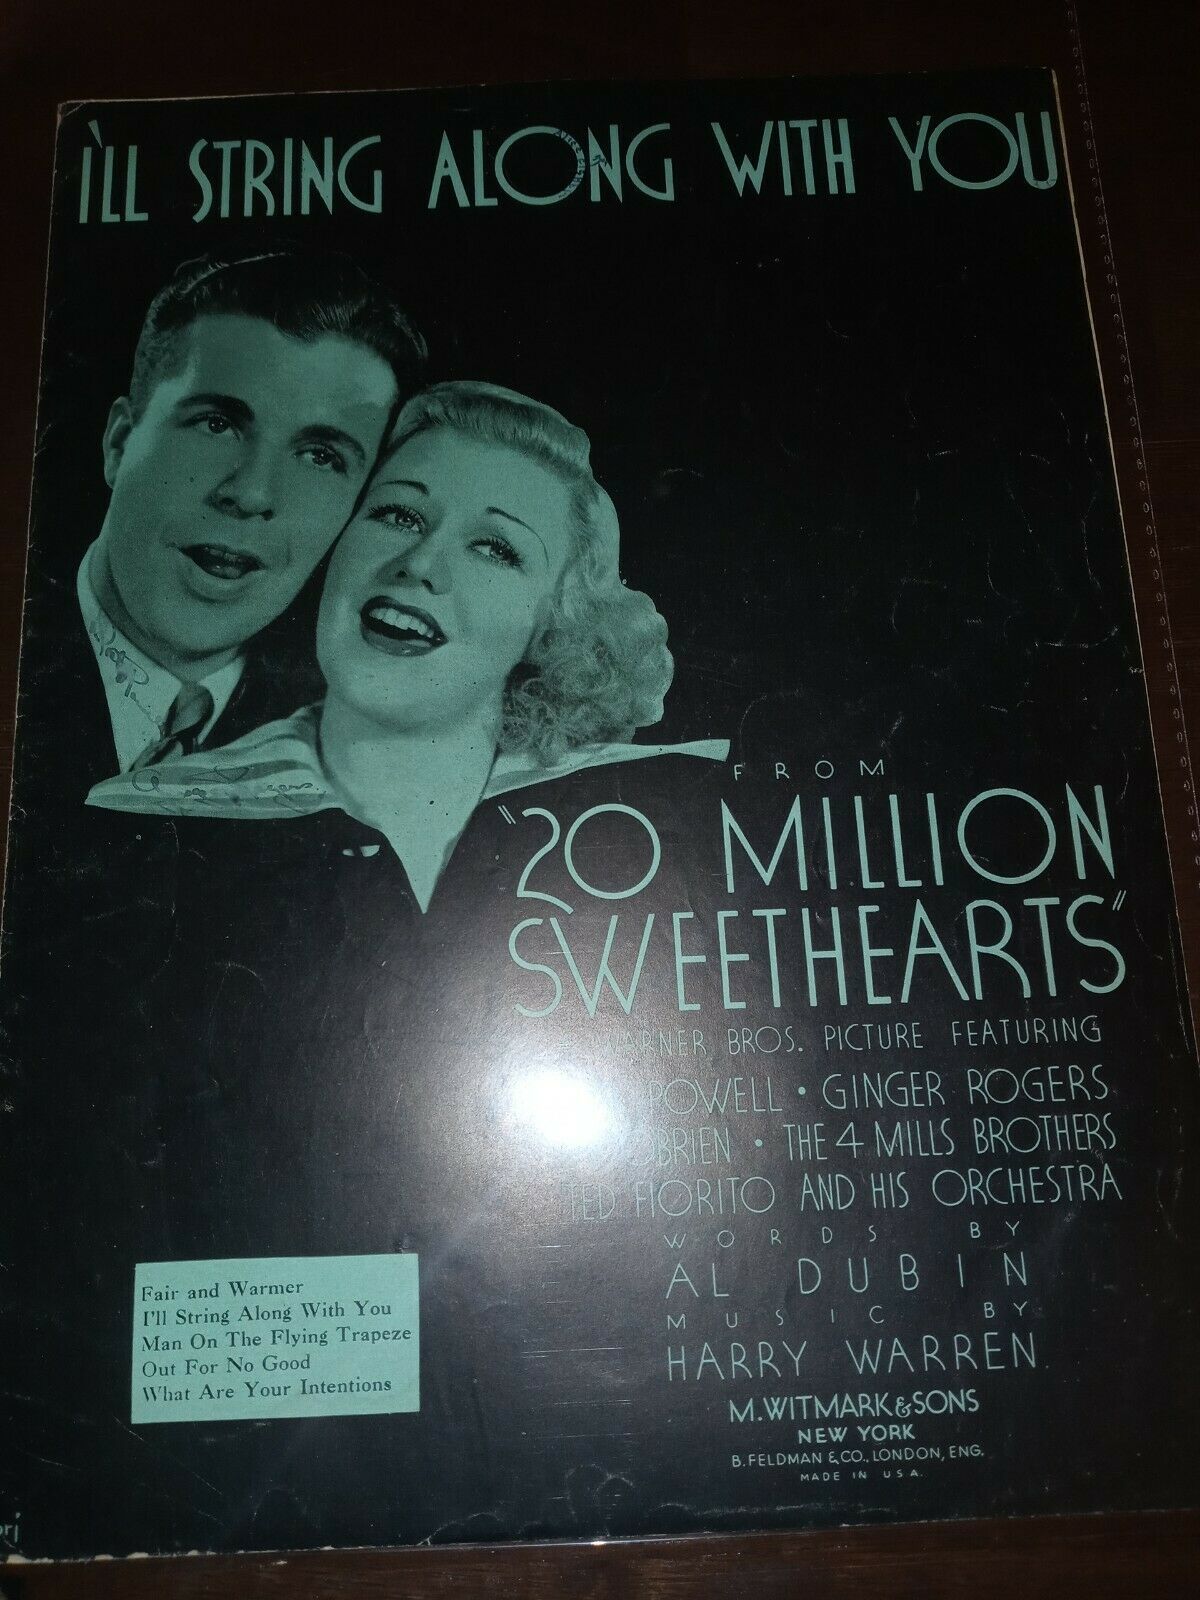 I'LL STRING ALONG WITH YOU
FROM
"20 MILLION
SWEETHEARTS"
WARNER BROS. PICTURE FEATURING
POWELL • GINGER ROGERS
OBRIEN • THE 4 MILLS BROTHERS
TED FIORITO AND HIS ORCHESTRA
WORDS BY
AL DUBIN
MUSIC BY
HARRY WARREN
M. WITMARK & SONS
NEW YORK
B. FELDMAN & CO., LONDON, ENG.
MADE IN U.S.A.
Fair and Warmer
I'll String Along With You
Man On The Flying Trapeze
Out For No Good
What Are Your Intentions